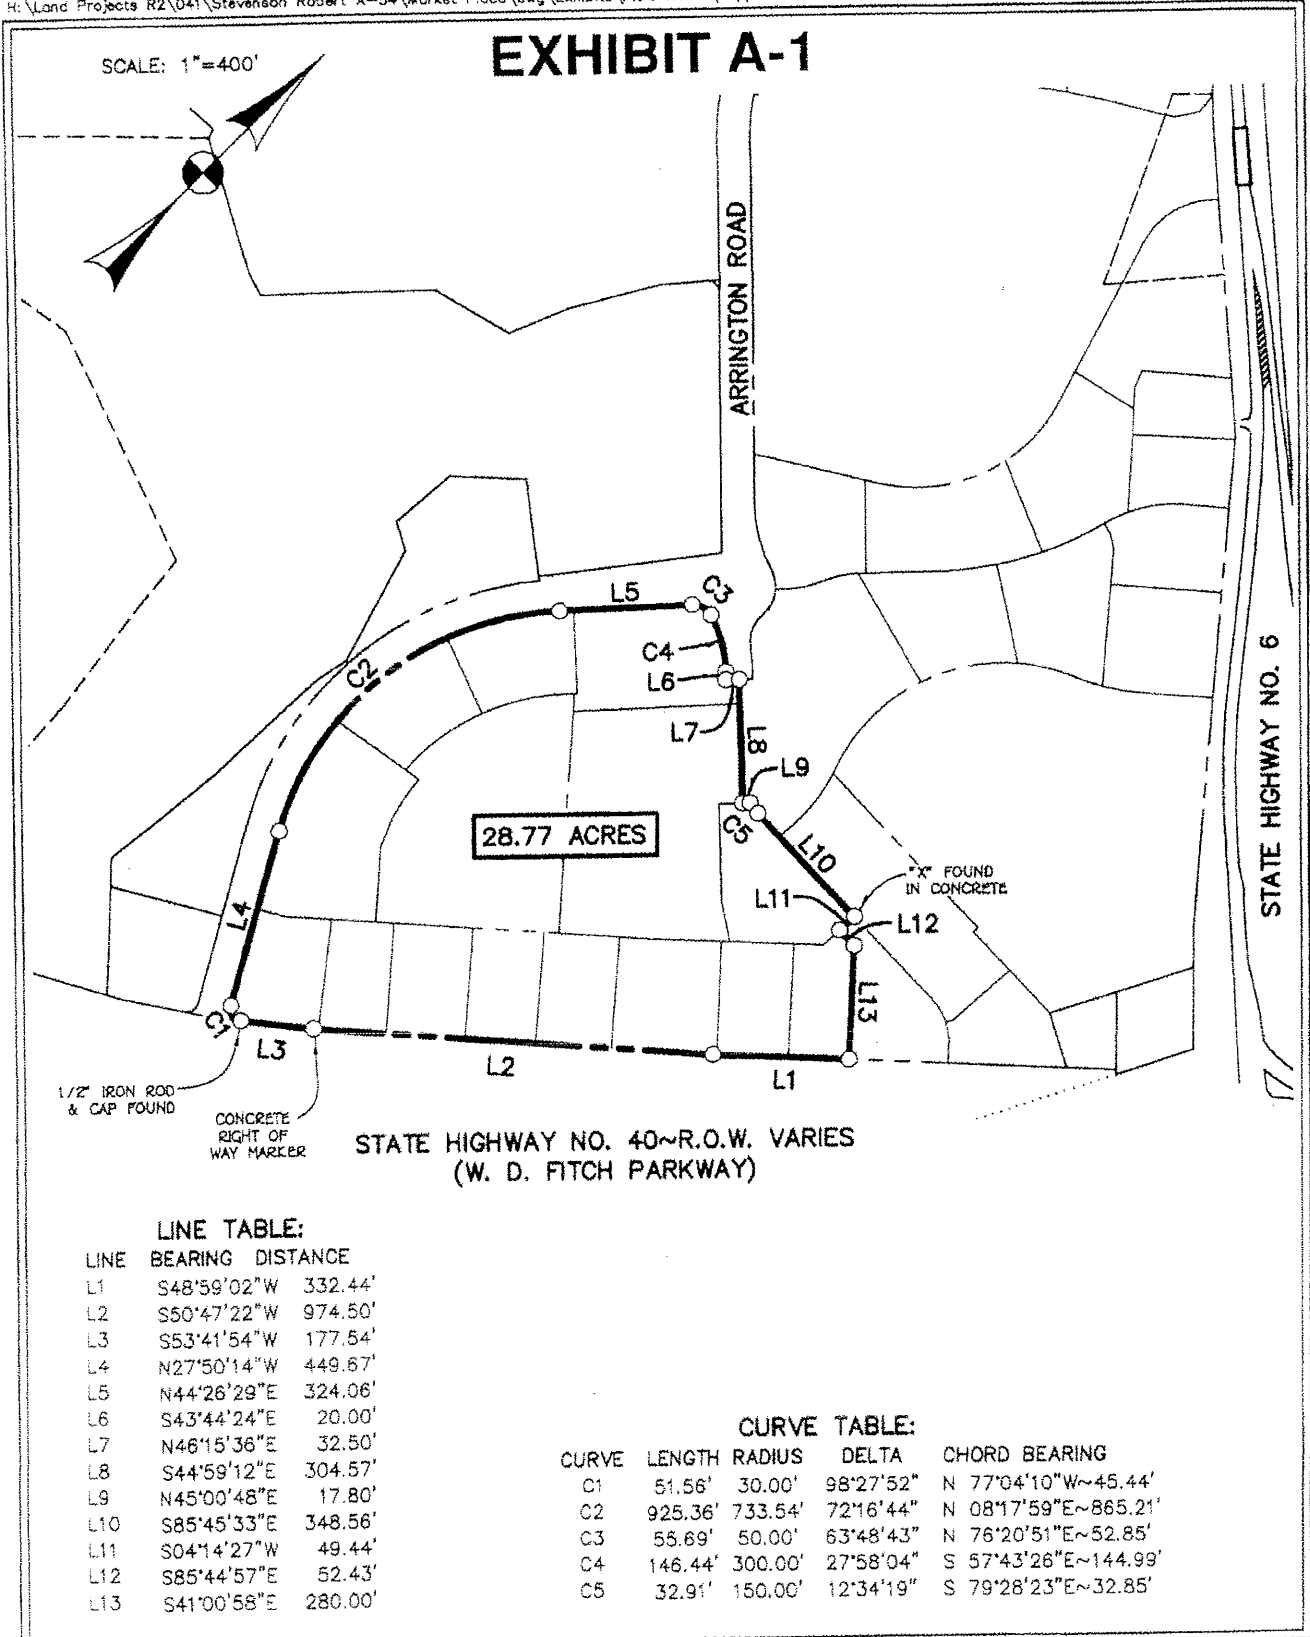 EXHIBIT A-1
SCALE: 1"=400'
ARRINGTON ROAD
L5
C3
C4
L6
C2
L7
L8
L9
28.77 ACRES
C5
L10
"X" FOUND
IN CONCRETE
L11
L12
L4
L13
C1
L3
L2
L1
STATE HIGHWAY NO. 6
1/2" IRON ROD
& CAP FOUND
CONCRETE
RIGHT OF
WAY MARKER
STATE HIGHWAY NO. 40~R.O.W. VARIES
(W. D. FITCH PARKWAY)
LINE TABLE:
LINE BEARING DISTANCE
L1 S48°59'02"W 332.44'
L2 S50°47'22"W 974.50'
L3 S53°41'54"W 177.54'
L4 N27°50'14"W 449.67'
L5 N44°26'29"E 324.06'
L6 S43°44'24"E 20.00'
L7 N46°15'36"E 32.50'
L8 S44°59'12"E 304.57'
L9 N45°00'48"E 17.80'
L10 S85°45'33"E 348.56'
L11 S04°14'27"W 49.44'
L12 S85°44'57"E 52.43'
L13 S41°00'58"E 280.00'
CURVE TABLE:
CURVE LENGTH RADIUS DELTA CHORD BEARING
C1 51.56' 30.00' 98°27'52" N 77°04'10"W~45.44'
C2 925.36' 733.54' 72°16'44" N 08°17'59"E~865.21'
C3 55.69' 50.00' 63°48'43" N 76°20'51"E~52.85'
C4 146.44' 300.00' 27°58'04" S 57°43'26"E~144.99'
C5 32.91' 150.00' 12°34'19" S 79°28'23"E~32.85'